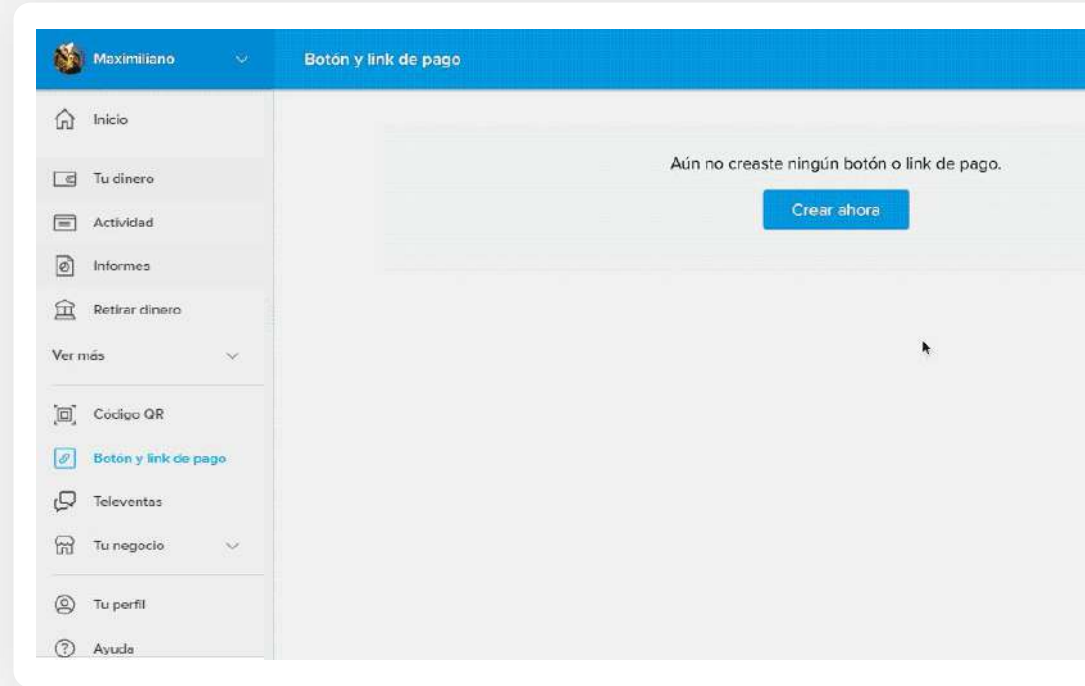 Maximiliano
Botón y link de pago
Inicio
Tu dinero
Actividad
Informes
Retirar dinero
Ver más
Código QR
Botón y link de pago
Televentas
Tu negocio
Tu perfil
Ayuda
Aún no creaste ningún botón o link de pago.
Crear ahora